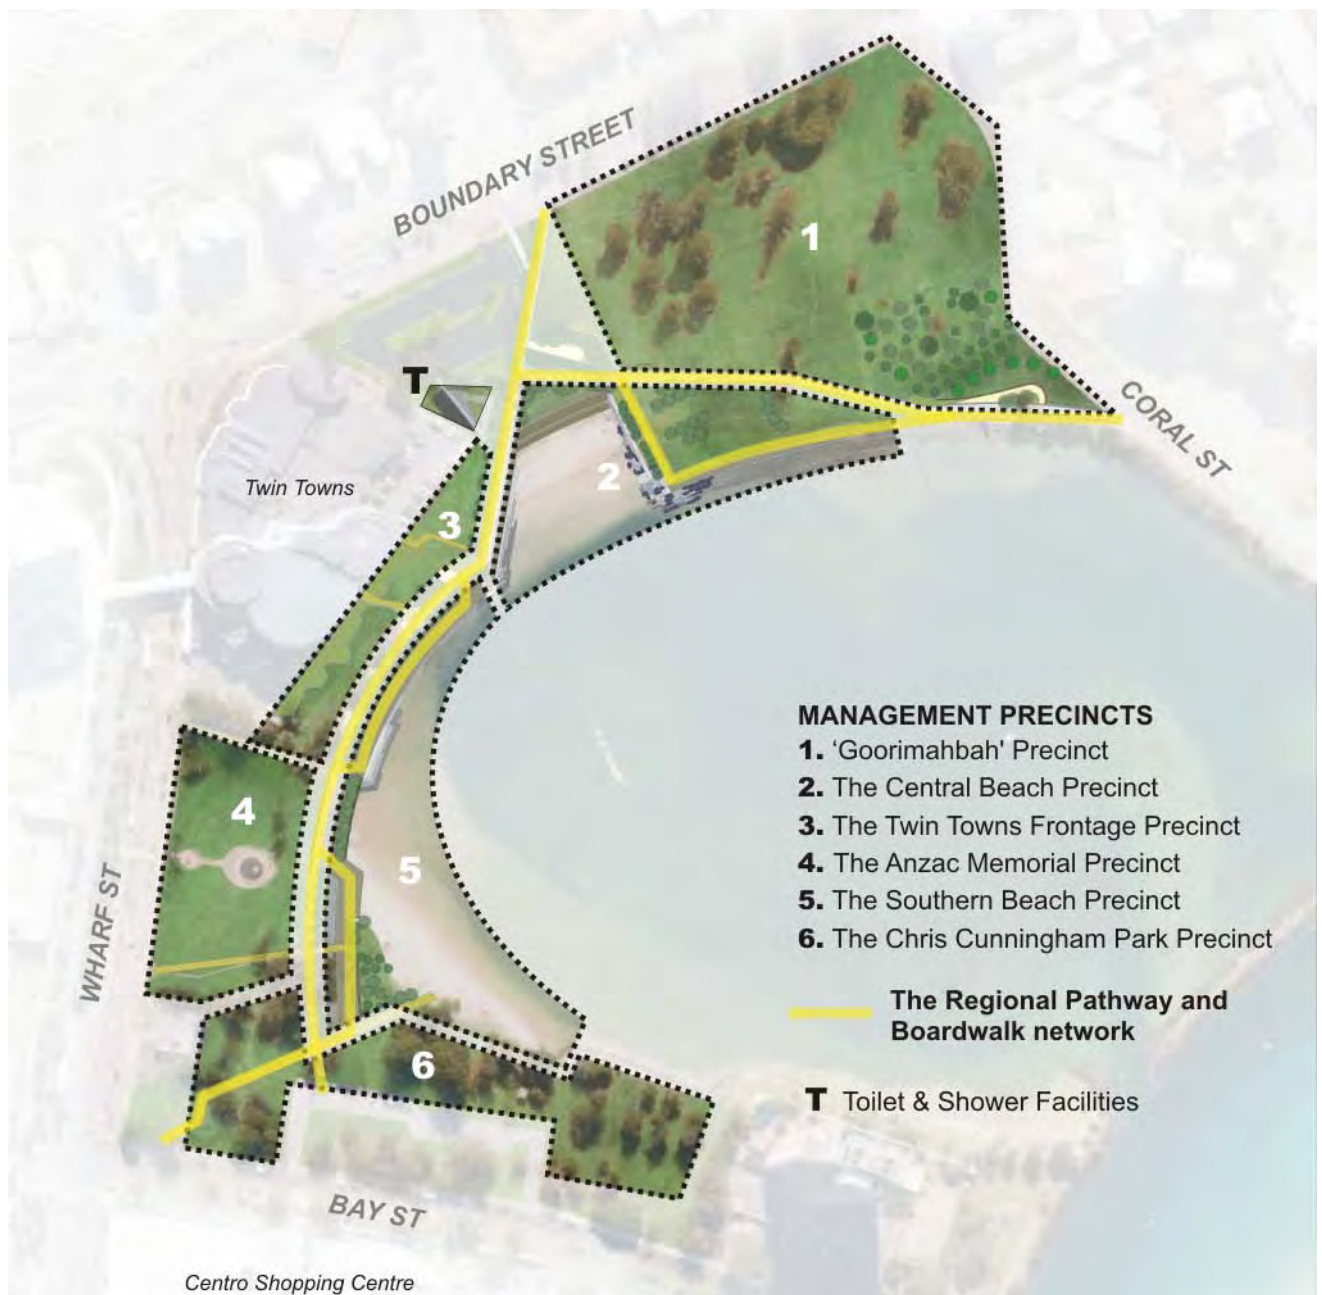 BOUNDARY STREET
1
T
CORAL ST
2
Twin Towns
3
4
5
WHARF ST
6
BAY ST
Centro Shopping Centre
MANAGEMENT PRECINCTS
1. ‘Goorimahbah' Precinct
2. The Central Beach Precinct
3. The Twin Towns Frontage Precinct
4. The Anzac Memorial Precinct
5. The Southern Beach Precinct
6. The Chris Cunningham Park Precinct
The Regional Pathway and
Boardwalk network
T Toilet & Shower Facilities